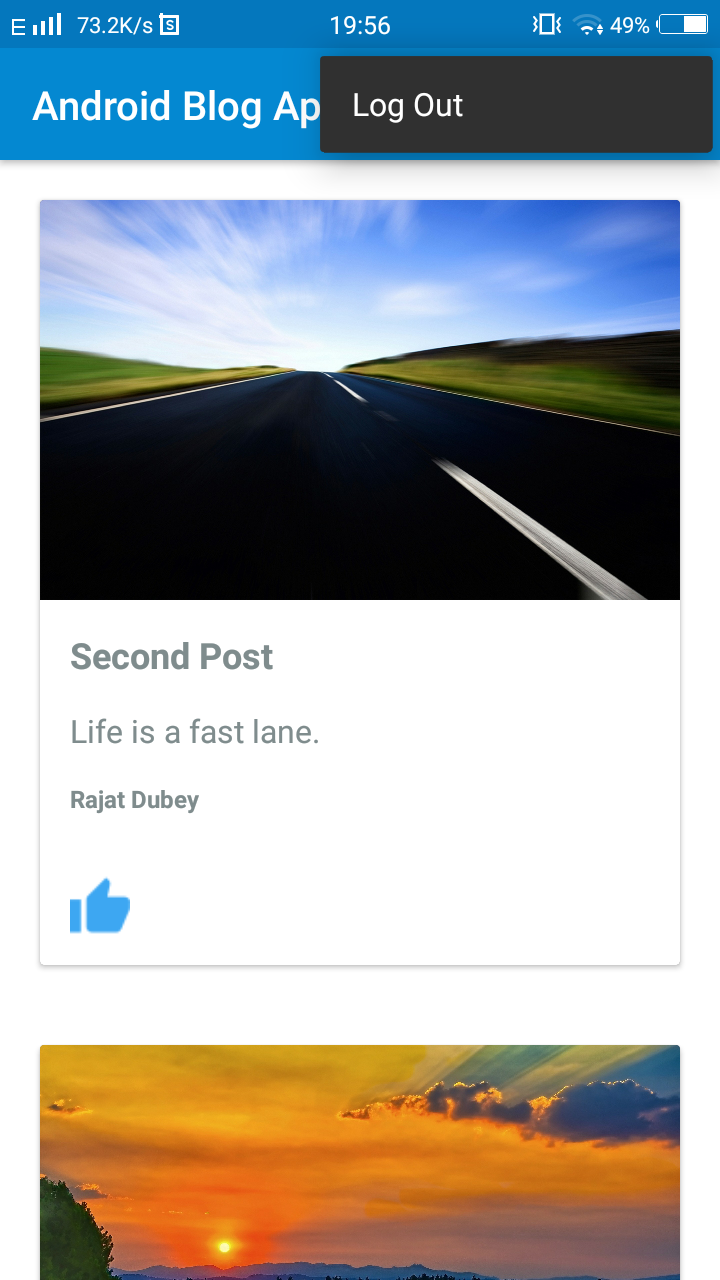 E 73.2K/s S 19:56 49%
Android Blog Ap
Log Out
Second Post
Life is a fast lane.
Rajat Dubey